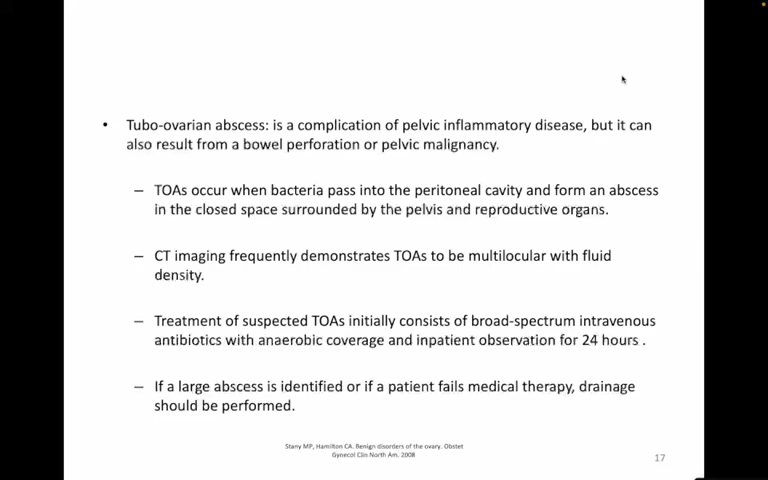 • Tubo-ovarian abscess: is a complication of pelvic inflammatory disease, but it can
also result from a bowel perforation or pelvic malignancy.
– TOAs occur when bacteria pass into the peritoneal cavity and form an abscess
in the closed space surrounded by the pelvis and reproductive organs.
– CT imaging frequently demonstrates TOAs to be multilocular with fluid
density.
– Treatment of suspected TOAs initially consists of broad-spectrum intravenous
antibiotics with anaerobic coverage and inpatient observation for 24 hours .
– If a large abscess is identified or if a patient fails medical therapy, drainage
should be performed.
Stany MP, Hamilton CA. Benign disorders of the ovary. Obstet
Gynecol Clin North Am. 2008
17